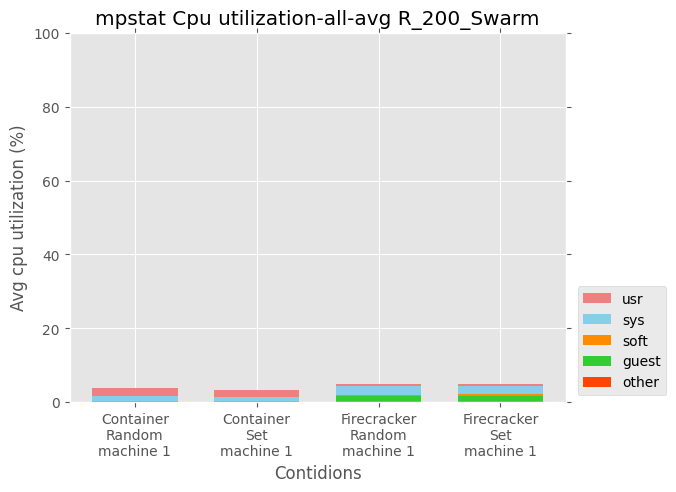 mpstat Cpu utilization-all-avg R_200_Swarm
Avg cpu utilization (%)
100
80
60
40
20
0
Container
Random
machine 1
Container
Set
machine 1
Firecracker
Random
machine 1
Firecracker
Set
machine 1
Contidions
usr
sys
soft
guest
other